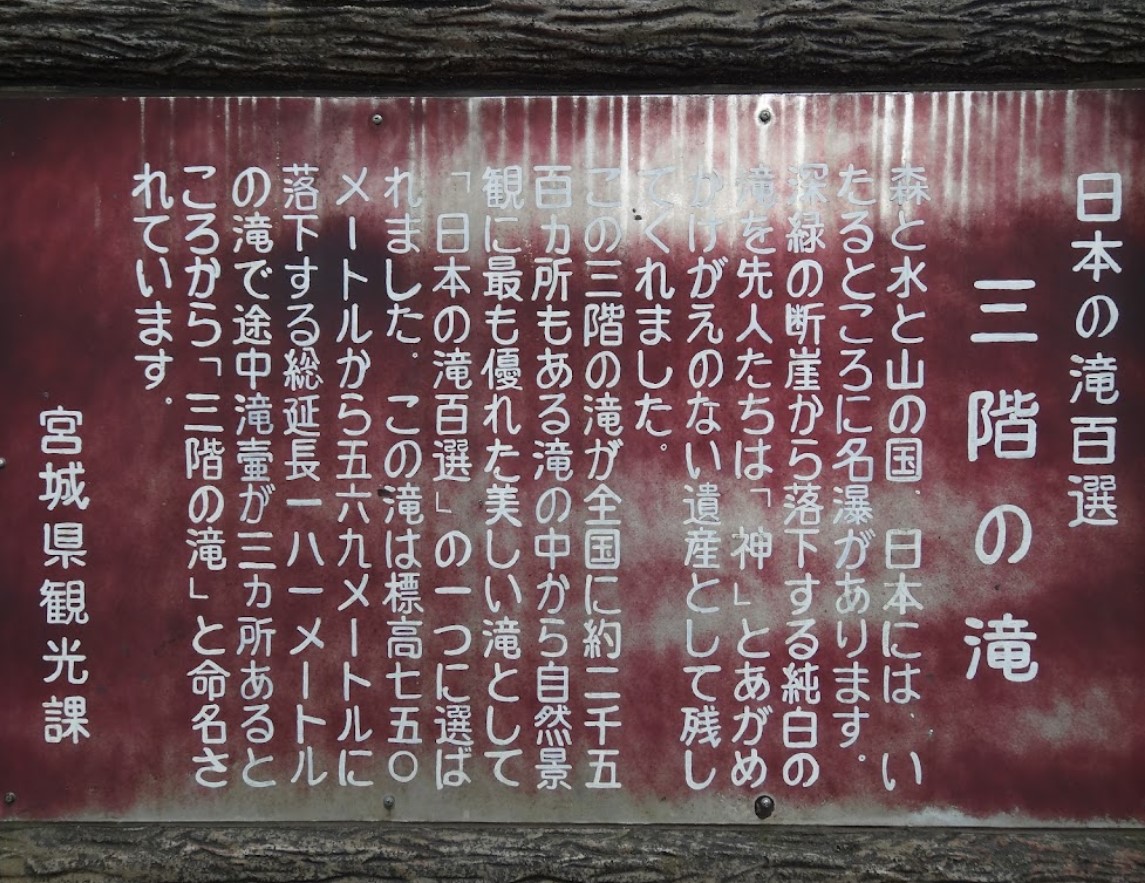 日本の滝百選
三階の滝
森と水と山の国、日本には い
たるところに名瀑があります。
深緑の断崖から落下する純白の
滝を先人たちは「神」とあがめ
かけがえのない遺産として残し
てくれました。
この三階の滝が全国に約二千五
百カ所もある滝の中から自然景
観に最も優れた美しい滝として
「日本の滝百選」の一つに選ば
れました。この滝は標高七五〇
メートルから五六九メートルに
落下する総延長一八一メートル
の滝で途中滝壷が三カ所あると
ころから「三階の滝」と命名さ
れています。
宮城県観光課